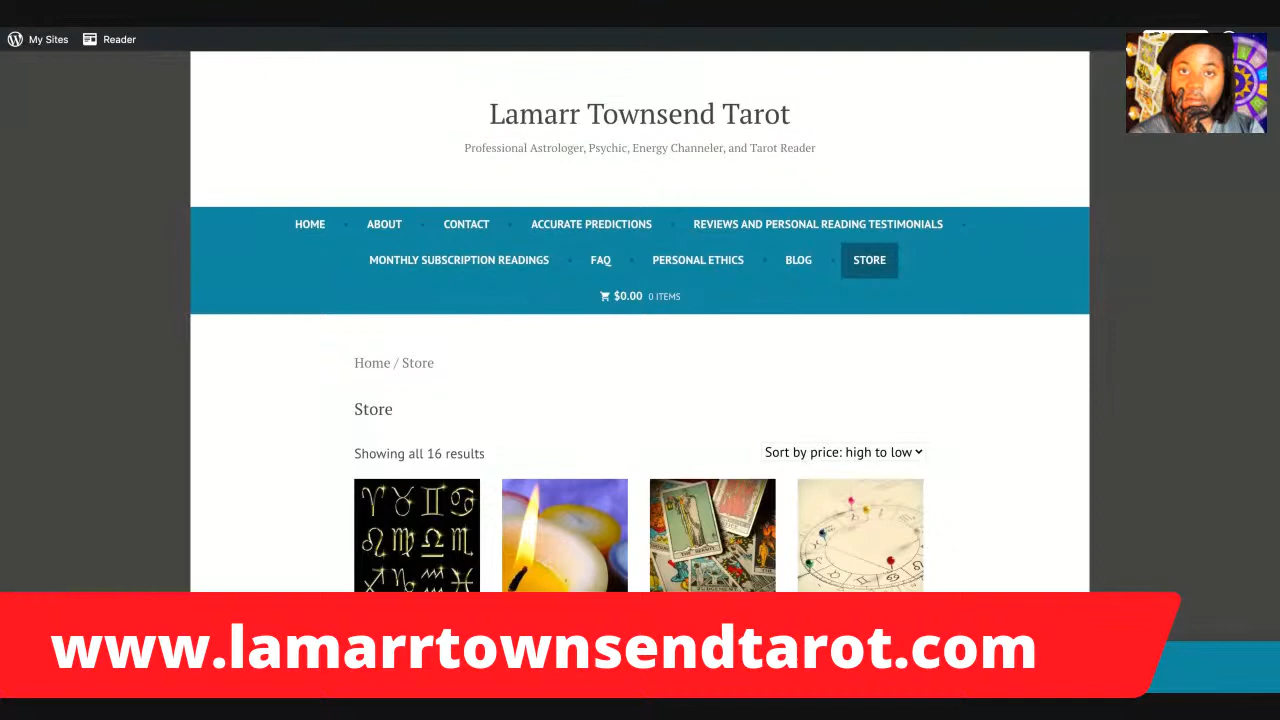 My Sites
Reader
Lamarr Townsend Tarot
Professional Astrologer, Psychic, Energy Channeler, and Tarot Reader
HOME ABOUT CONTACT ACCURATE PREDICTIONS REVIEWS AND PERSONAL READING TESTIMONIALS
MONTHLY SUBSCRIPTION READINGS FAQ PERSONAL ETHICS BLOG STORE
$0.00 0 ITEMS
Home / Store
Store
Showing all 16 results
Sort by price: high to low
www.lamarrtownsendtarot.com